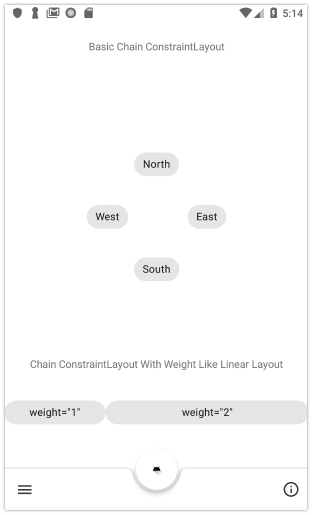 5:14
Basic Chain ConstraintLayout
North
West East
South
Chain ConstraintLayout With Weight Like Linear Layout
weight="1" weight="2"